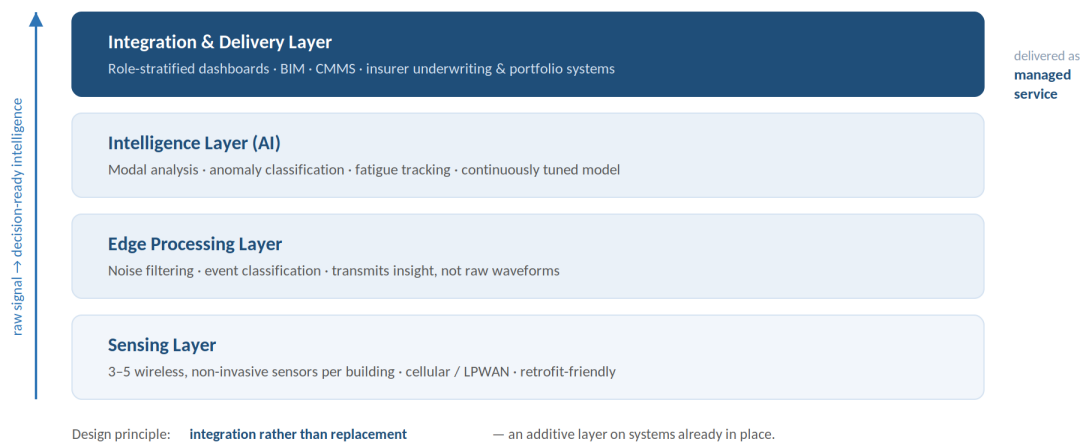 Integration & Delivery Layer
Role-stratified dashboards · BIM · CMMS · insurer underwriting & portfolio systems
delivered as
managed
service
raw signal → decision-ready intelligence
Intelligence Layer (AI)
Modal analysis · anomaly classification · fatigue tracking · continuously tuned model
Edge Processing Layer
Noise filtering · event classification · transmits insight, not raw waveforms
Sensing Layer
3–5 wireless, non-invasive sensors per building · cellular / LPWAN · retrofit-friendly
Design principle: integration rather than replacement — an additive layer on systems already in place.